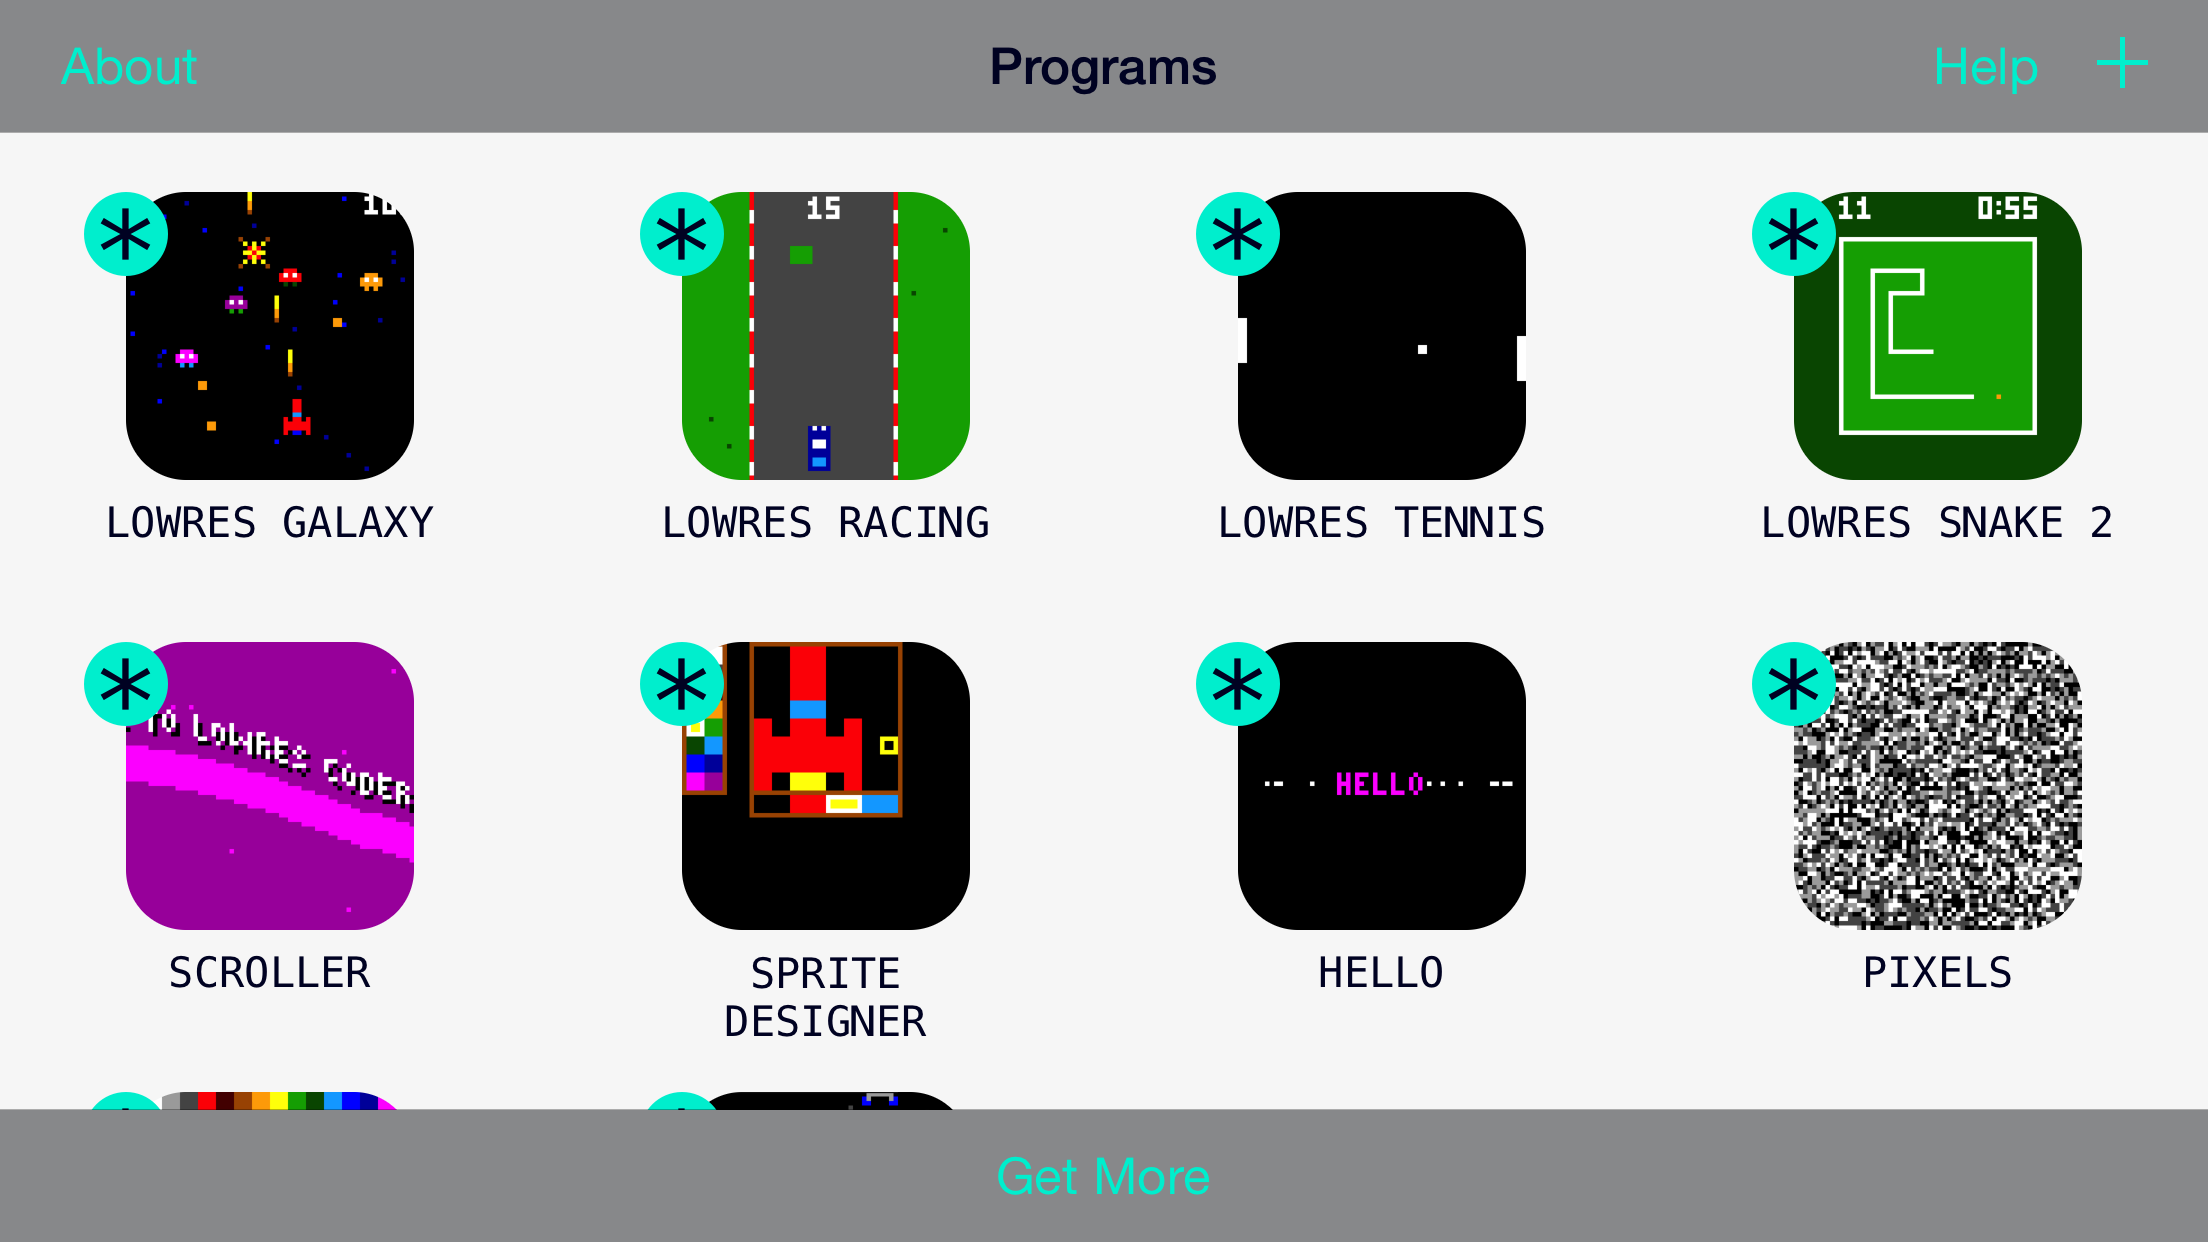 About
Programs
Help
15
11
0:55
LOWRES GALAXY
LOWRES RACING
LOWRES TENNIS
LOWRES SNAKE 2
TO LOWRES CODER
HELLO
SCROLLER
SPRITE
DESIGNER
HELLO
PIXELS
Get More